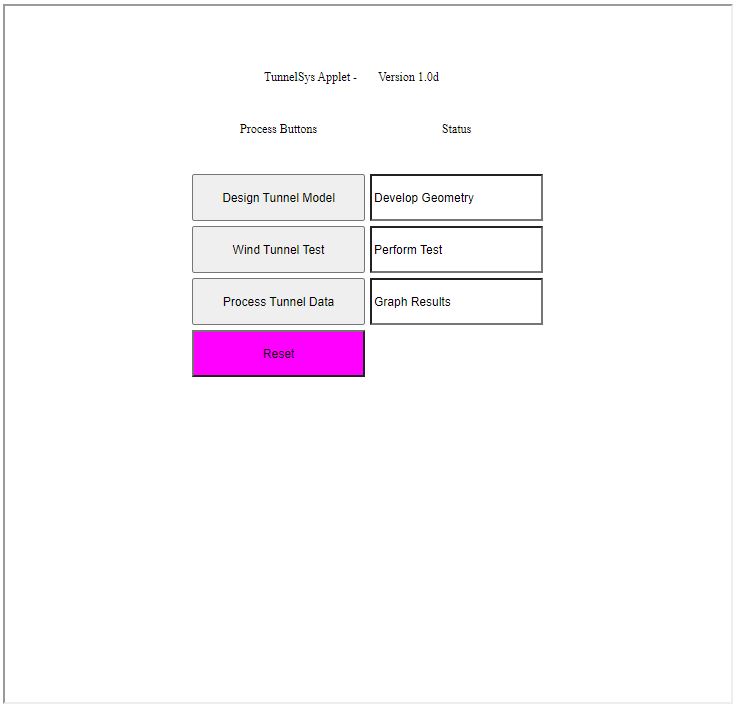 TunnelSys Applet - Version 1.0d
Process Buttons Status
Design Tunnel Model Develop Geometry
Wind Tunnel Test Perform Test
Process Tunnel Data Graph Results
Reset